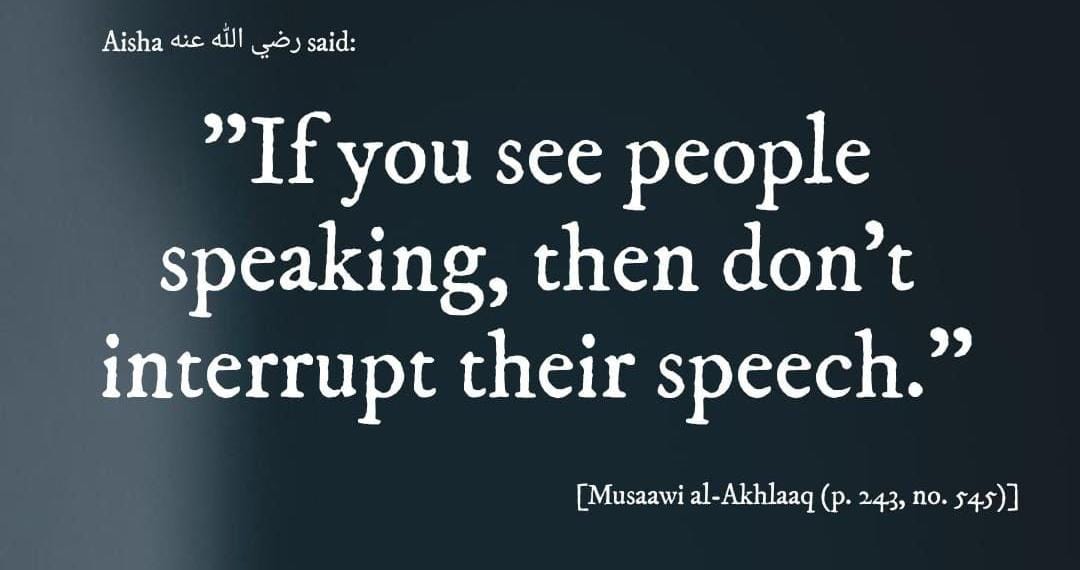 Aisha رضي الله عنه said:
”If you see people
speaking, then don’t
interrupt their speech.”
[Musaawi al-Akhlaaq (p. 243, no. 545)]